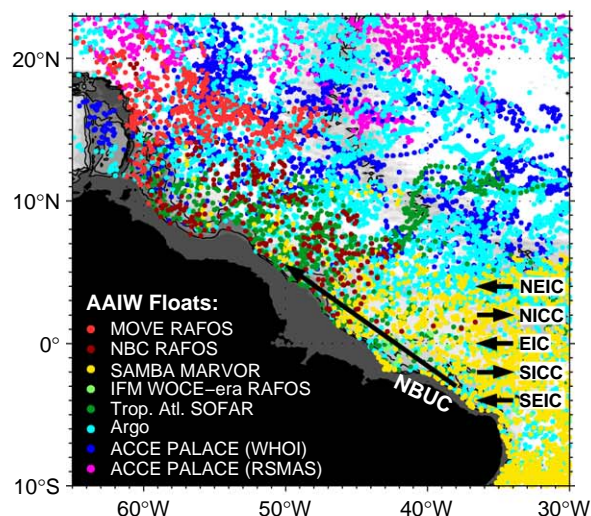 20°N
10°N
0°
10°S
60°W
50°W
40°W
30°W
NEIC
NICC
EIC
SICC
SEIC
NBUC
AAIW Floats:
MOVE RAFOS
NBC RAFOS
SAMBA MARVOR
IFM WOCE−era RAFOS
Trop. Atl. SOFAR
Argo
ACCE PALACE (WHOI)
ACCE PALACE (RSMAS)